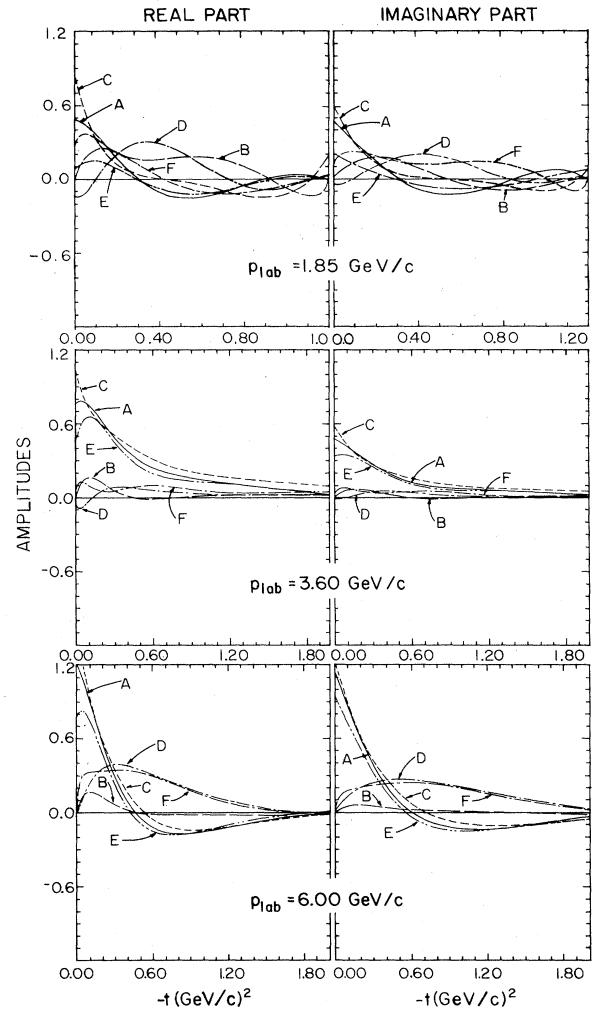 REAL PART IMAGINARY PART
1.2
C
A
0.6
D
B
F
0.0
E
-0.6
C
A
D
F
B
p_lab = 1.85 GeV/c
0.00 0.40 0.80 1.0 0.0 0.40 0.80 1.20
1.2
C
A
0.6
E
B
0.0
D
F
-0.6
C
A
E
F
D
B
p_lab = 3.60 GeV/c
0.00 0.60 1.20 1.80 0.00 0.60 1.20 1.80
1.2
A
0.6
D
B
C
F
0.0
E
-0.6
A
D
B
C
F
E
p_lab = 6.00 GeV/c
0.00 0.60 1.20 1.80 0.00 0.60 1.20 1.80
-t(GeV/c)² -t(GeV/c)²
AMPLITUDES